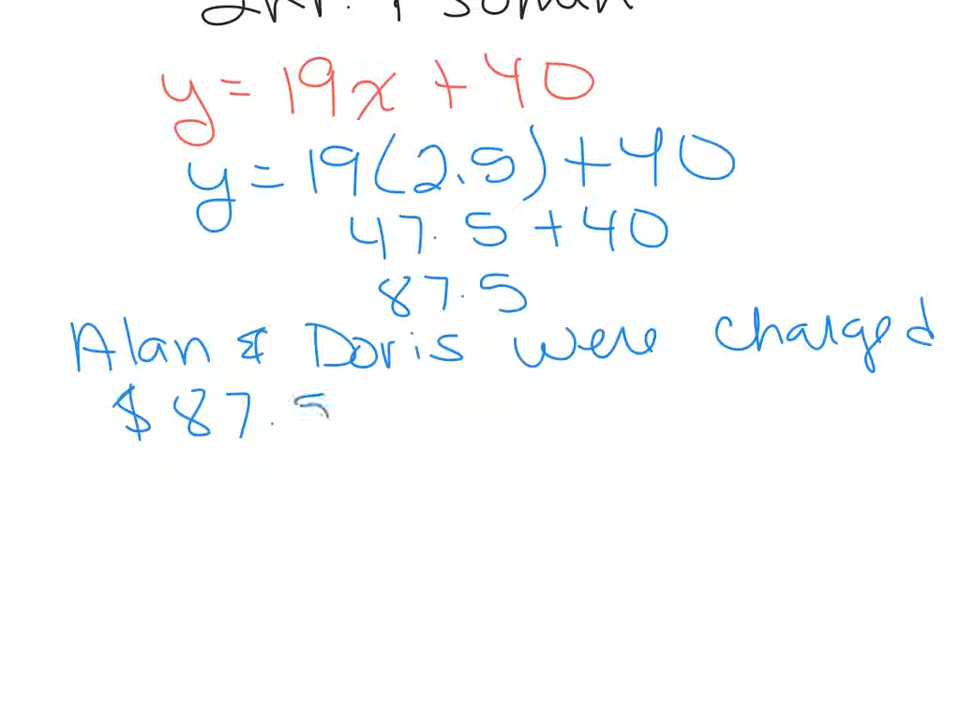 y = 19x + 40
y = 19(2.5) + 40
47.5 + 40
87.5
Alan & Doris were charged
$87.5